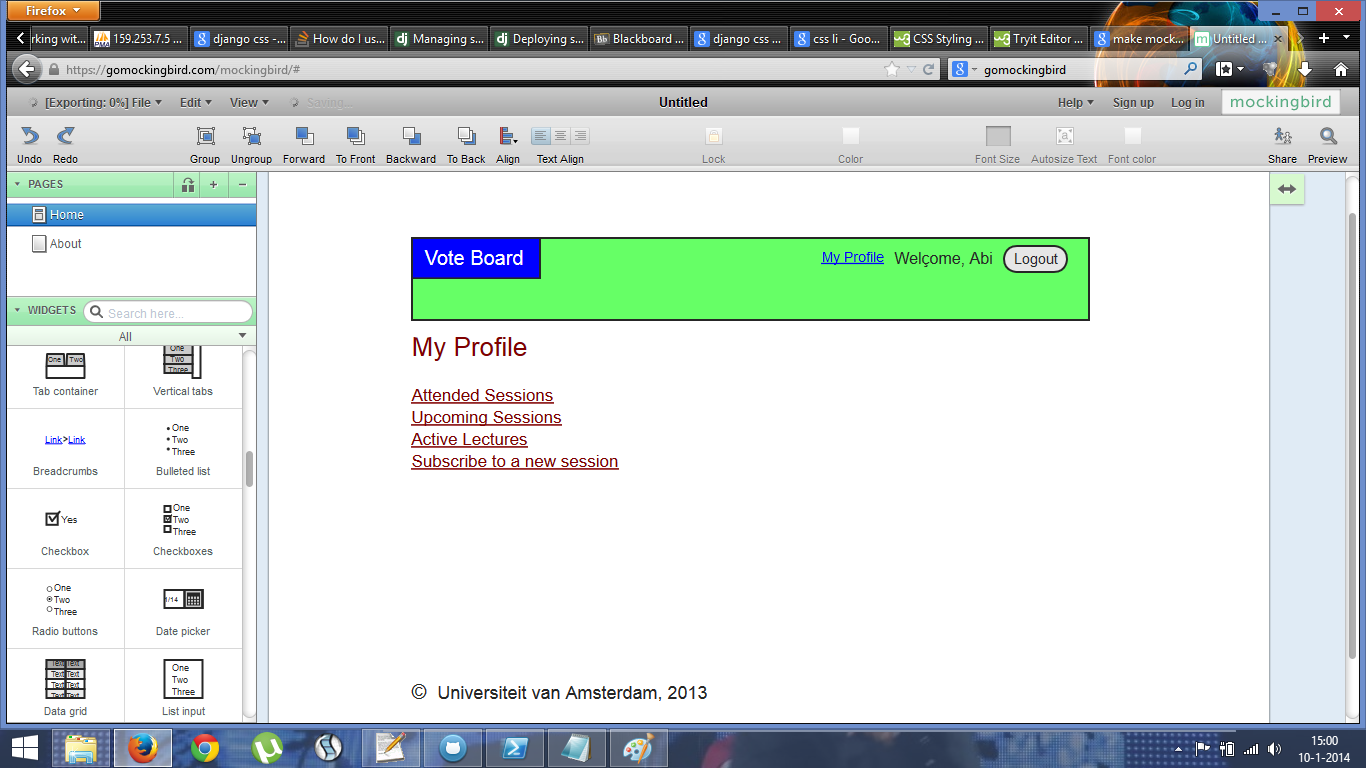 Firefox
rking wit...
159.253.7.5 ...
django css -...
How do I us...
Managing s...
Deploying s...
Blackboard ...
django css ...
css li - Goo...
CSS Styling ...
Tryit Editor ...
make mock...
Untitled ...
https://gomockingbird.com/mockingbird/#
gomockingbird
[Exporting: 0%] File
Edit
View
Saving...
Untitled
Help
Sign up
Log in
mockingbird
Undo
Redo
Group
Ungroup
Forward
To Front
Backward
To Back
Align
Text Align
Lock
Color
Font Size
Autosize Text
Font color
Share
Preview
PAGES
Home
About
WIDGETS
Search here...
All
One Two
Tab container
One
Two
Three
Vertical tabs
Link>Link
Breadcrumbs
One
Two
Three
Bulleted list
Yes
Checkbox
One
Two
Three
Checkboxes
One
Two
Three
Radio buttons
1/14
Date picker
Text Text
Text Text
Text Text
Text Text
Data grid
One
Two
Three
List input
Vote Board
My Profile
Welçome, Abi
Logout
My Profile
Attended Sessions
Upcoming Sessions
Active Lectures
Subscribe to a new session
© Universiteit van Amsterdam, 2013
15:00
10-1-2014